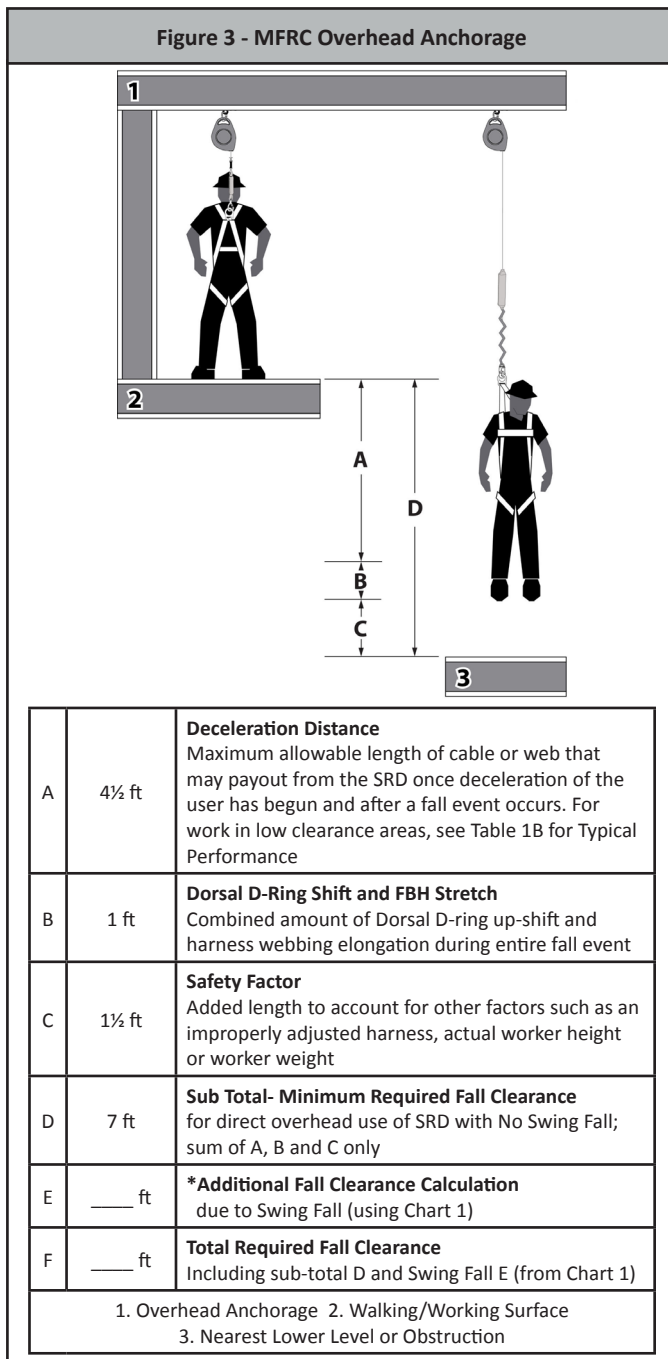 Figure 3 - MFRC Overhead Anchorage
1
2
A
B
C
D
3
A
4½ ft
Deceleration Distance
Maximum allowable length of cable or web that
may payout from the SRD once deceleration of the
user has begun and after a fall event occurs. For
work in low clearance areas, see Table 1B for Typical
Performance
B
1 ft
Dorsal D-Ring Shift and FBH Stretch
Combined amount of Dorsal D-ring up-shift and
harness webbing elongation during entire fall event
C
1½ ft
Safety Factor
Added length to account for other factors such as an
improperly adjusted harness, actual worker height
or worker weight
D
7 ft
Sub Total- Minimum Required Fall Clearance
for direct overhead use of SRD with No Swing Fall;
sum of A, B and C only
E
____ ft
*Additional Fall Clearance Calculation
due to Swing Fall (using Chart 1)
F
____ ft
Total Required Fall Clearance
Including sub-total D and Swing Fall E (from Chart 1)
1. Overhead Anchorage 2. Walking/Working Surface
3. Nearest Lower Level or Obstruction